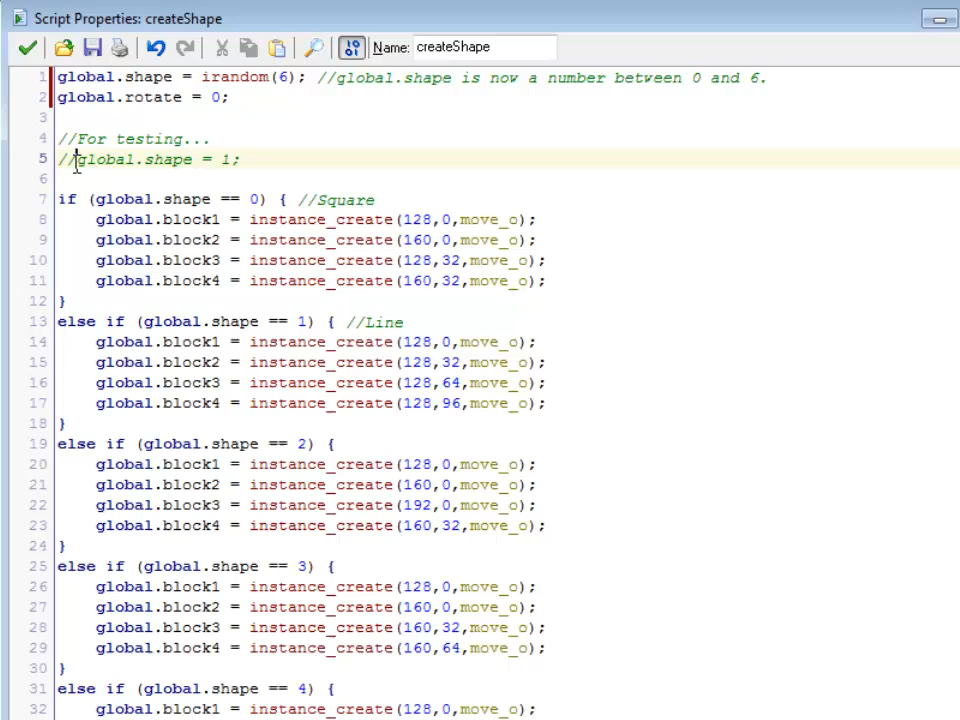 Script Properties: createShape
Name: createShape
1 global.shape = irandom(6); //global.shape is now a number between 0 and 6.
2 global.rotate = 0;
3
4 //For testing...
5 //global.shape = 1;
6
7 if (global.shape == 0) { //Square
8 global.block1 = instance_create(128,0,move_o);
9 global.block2 = instance_create(160,0,move_o);
10 global.block3 = instance_create(128,32,move_o);
11 global.block4 = instance_create(160,32,move_o);
12 }
13 else if (global.shape == 1) { //Line
14 global.block1 = instance_create(128,0,move_o);
15 global.block2 = instance_create(128,32,move_o);
16 global.block3 = instance_create(128,64,move_o);
17 global.block4 = instance_create(128,96,move_o);
18 }
19 else if (global.shape == 2) {
20 global.block1 = instance_create(128,0,move_o);
21 global.block2 = instance_create(160,0,move_o);
22 global.block3 = instance_create(192,0,move_o);
23 global.block4 = instance_create(160,32,move_o);
24 }
25 else if (global.shape == 3) {
26 global.block1 = instance_create(128,0,move_o);
27 global.block2 = instance_create(160,0,move_o);
28 global.block3 = instance_create(160,32,move_o);
29 global.block4 = instance_create(160,64,move_o);
30 }
31 else if (global.shape == 4) {
32 global.block1 = instance_create(128,0,move_o);